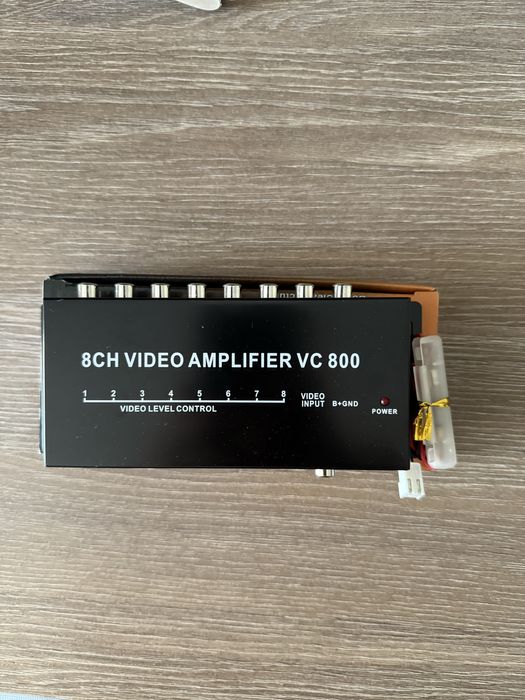 8CH VIDEO AMPLIFIER VC 800
1 2 3 4 5 6 7 8
VIDEO LEVEL CONTROL
VIDEO
INPUT
B+GND
POWER